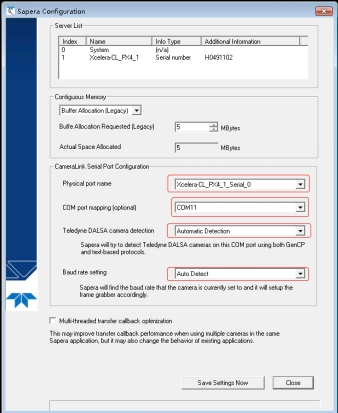 Sapera Configuration
Server List
Index Name Info Type Additional Information
0 System (n/a)
1 Xcelera-CL_PX4_1 Serial number H0491102
Contiguous Memory
Buffer Allocation (Legacy)
Buffe Allocation Requested (Legacy) 5 MBytes
Actual Space Allocated 5 MBytes
CameraLink Serial Port Configuration
Physical port name Xcelera-CL_PX4_1_Serial_0
COM port mapping (optional) COM11
Teledyne DALSA camera detection Automatic Detection
Sapera will try to detect Teledyne DALSA cameras on this COM port using both GenCP
and text-based protocols.
Baud rate setting Auto Detect
Sapera will find the baud rate that the camera is currently set to and it will setup the
frame grabber accordingly.
Multi-threaded transfer callback optimization
This may improve transfer callback performance when using multiple cameras in the same
Sapera application, but it may also change the behavior of existing applications.
Save Settings Now Close